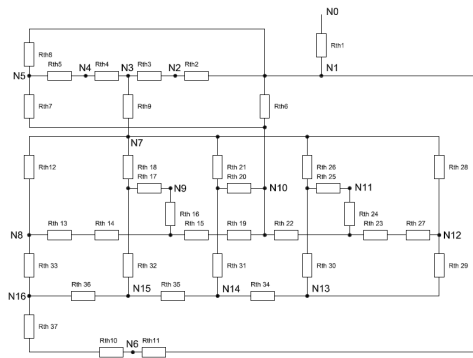 N0
Rth1
Rth8
N5 Rth5 N4 Rth4 N3 Rth3 N2 Rth2 N1
Rth7 Rth9 Rth6
N7
Rth12 Rth 18 Rth 21 Rth 26 Rth 28
Rth 17 N9 Rth 20 N10 Rth 25 N11
Rth 16 Rth 24
N8 Rth 13 Rth 14 Rth 15 Rth 19 Rth 22 Rth 23 Rth 27 N12
Rth 33 Rth 32 Rth 31 Rth 30 Rth 29
N16 Rth 36 N15 Rth 35 N14 Rth 34 N13
Rth 37
Rth10 N6 Rth11